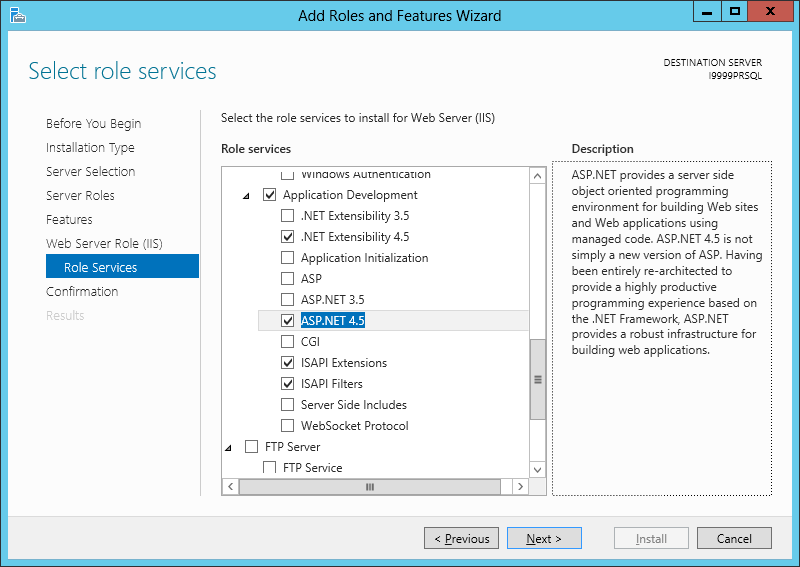 Add Roles and Features Wizard
Select role services
DESTINATION SERVER
I9999PRSQL
Before You Begin
Installation Type
Server Selection
Server Roles
Features
Web Server Role (IIS)
Role Services
Confirmation
Results
Select the role services to install for Web Server (IIS)
Role services
Windows Authentication
Application Development
.NET Extensibility 3.5
.NET Extensibility 4.5
Application Initialization
ASP
ASP.NET 3.5
ASP.NET 4.5
CGI
ISAPI Extensions
ISAPI Filters
Server Side Includes
WebSocket Protocol
FTP Server
FTP Service
Description
ASP.NET provides a server side
object oriented programming
environment for building Web sites
and Web applications using
managed code. ASP.NET 4.5 is not
simply a new version of ASP. Having
been entirely re-architected to
provide a highly productive
programming experience based on
the .NET Framework, ASP.NET
provides a robust infrastructure for
building web applications.
< Previous
Next >
Install
Cancel